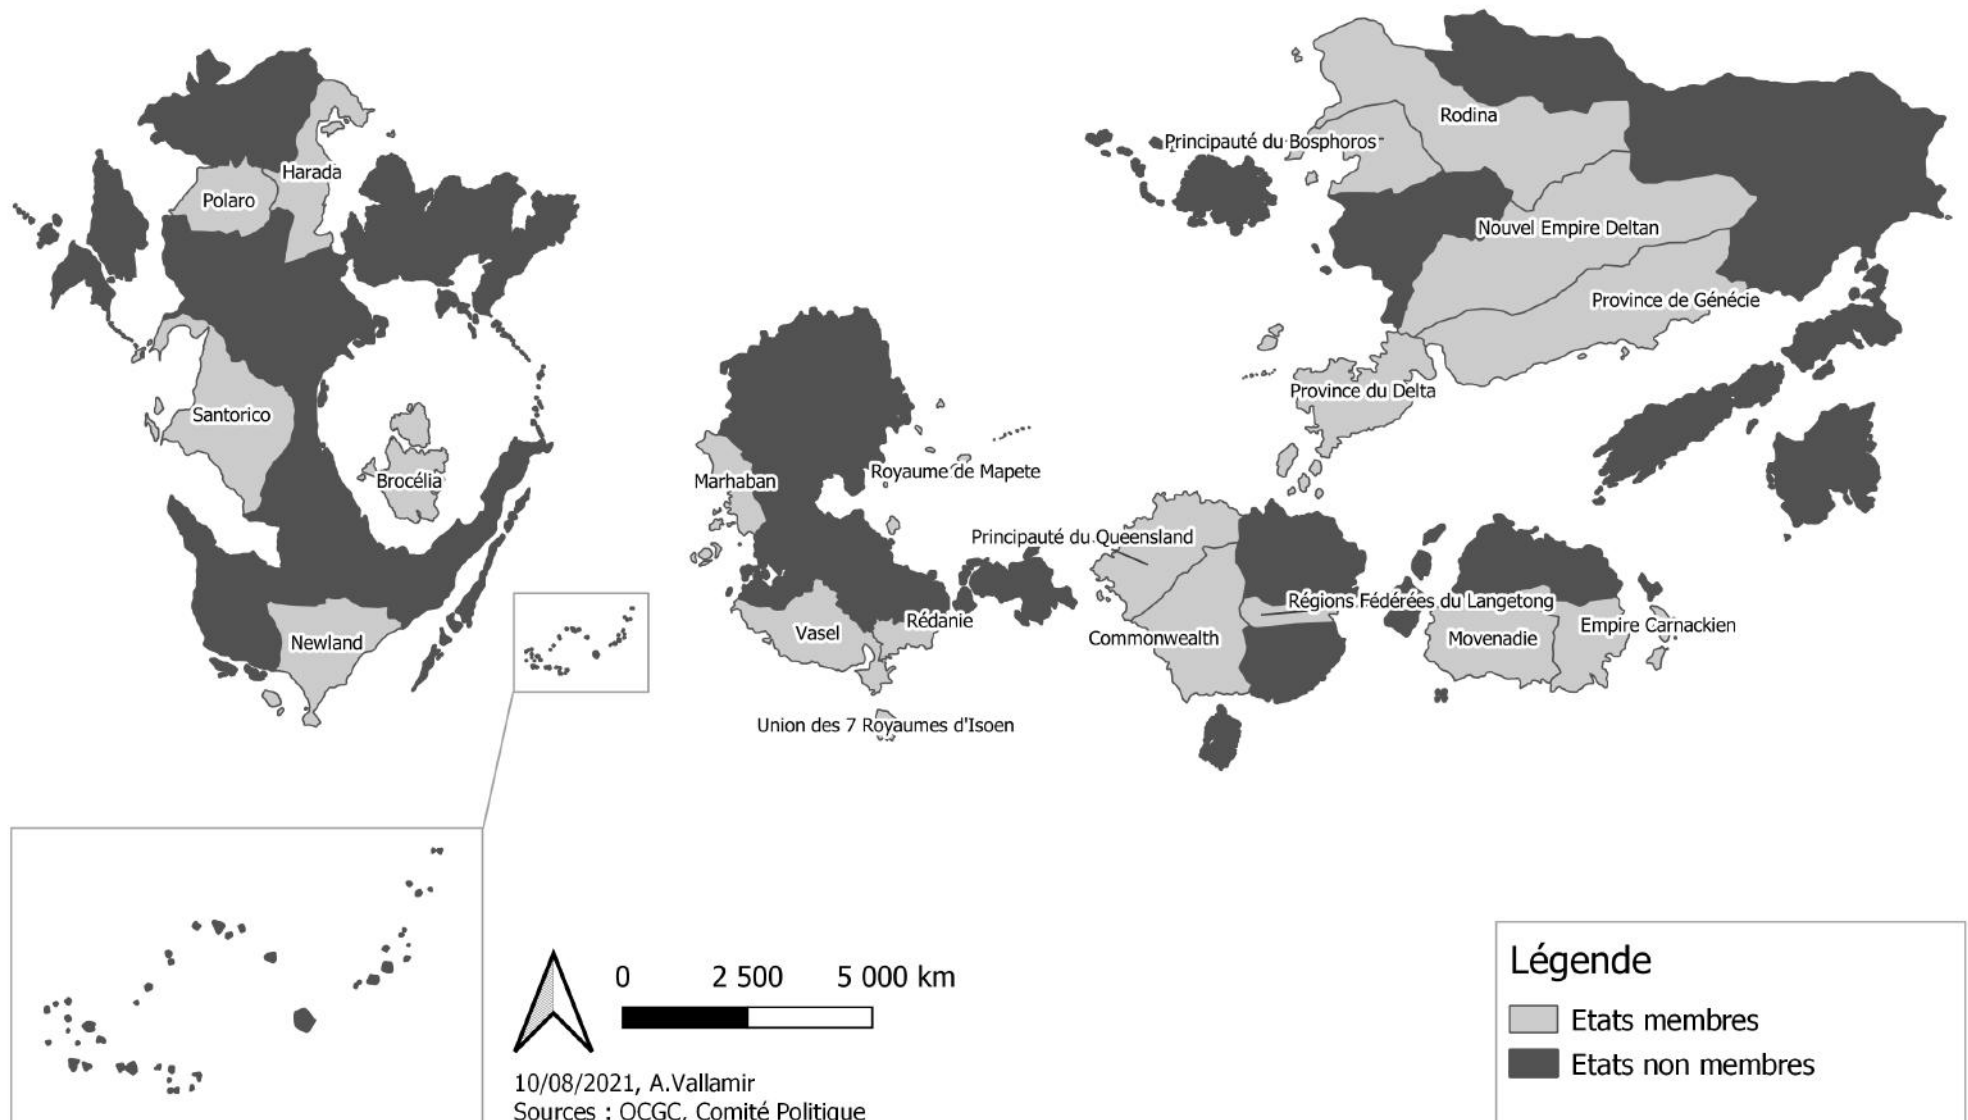 Rodina
Principauté du Bosphoros
Harada
Polaro
Nouvel Empire Deltan
Province de Génécie
Province du Delta
Santorico
Brocélia
Marhaban
Royaume de Mapete
Principauté du Queensland
Régions Fédérées du Langetong
Rédanie
Vasel
Commonwealth
Movenadie
Empire Carnackien
Newland
Union des 7 Royaumes d'Isoen
Légende
Etats membres
Etats non membres
0 2 500 5 000 km
10/08/2021, A.Vallamir
Sources : OCGC, Comité Politique